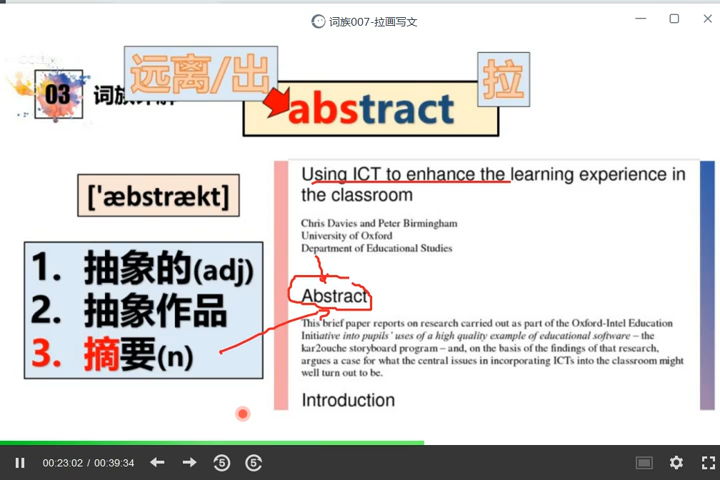 词族007-拉画写文
远离/出
拉
03
词族
abstract
['æbstrækt]
1. 抽象的(adj)
2. 抽象作品
3. 摘要(n)
Using ICT to enhance the learning experience in
the classroom
Chris Davies and Peter Birmingham
University of Oxford
Department of Educational Studies
Abstract
This brief paper reports on research carried out as part of the Oxford-Intel Education
Initiative into pupils' uses of a high quality example of educational software – the
kar2ouche storyboard program – and, on the basis of the findings of that research,
argues a case for what the central issues in incorporating ICTs into the classroom might
well turn out to be.
Introduction
00:23:02 / 00:39:34
5
5